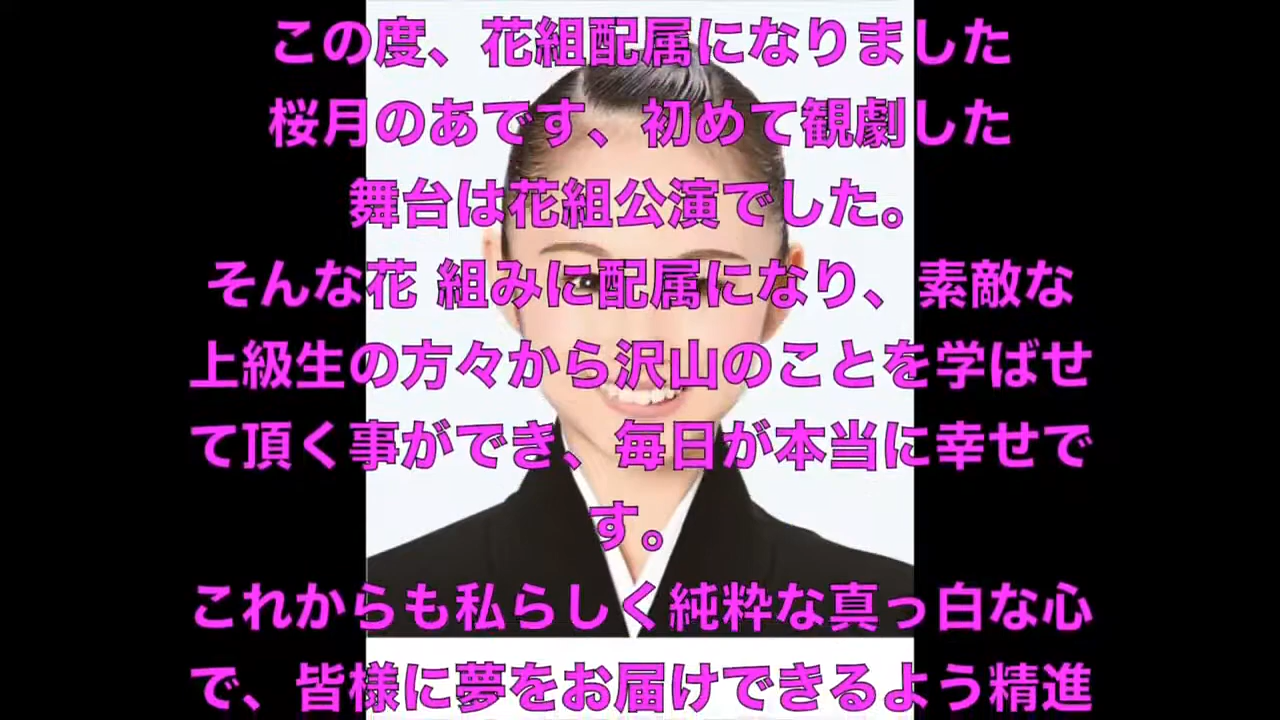 この度、花組配属になりました
桜月のあです、初めて観劇した
舞台は花組公演でした。
そんな花 組みに配属になり、素敵な
上級生の方々から沢山のことを学ばせ
て頂く事ができ、毎日が本当に幸せで
す。
これからも私らしく純粋な真っ白な心
で、皆様に夢をお届けできるよう精進